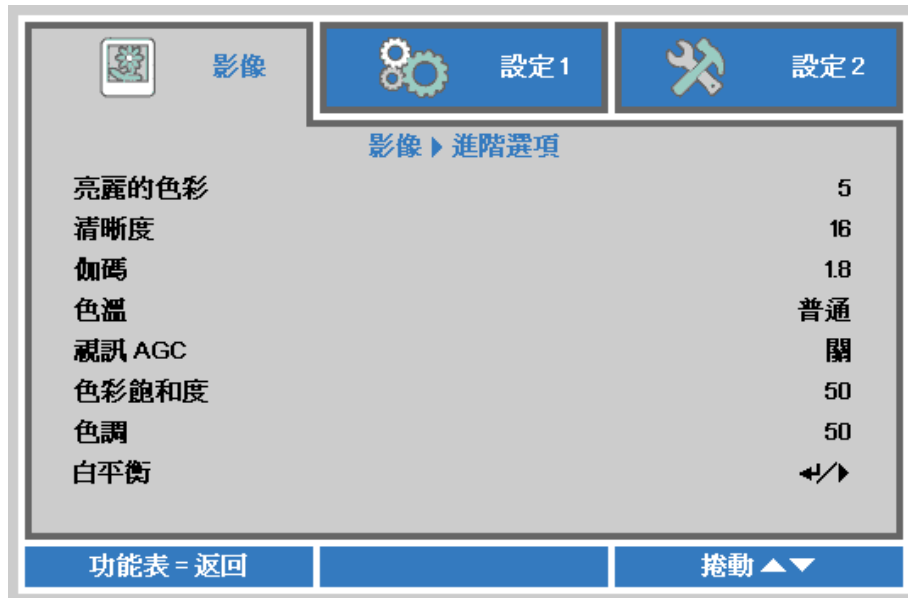 影像
設定 1
設定 2
影像 ▶ 進階選項
亮麗的色彩 5
清晰度 16
伽碼 1.8
色溫 普通
視訊 AGC 關
色彩飽和度 50
色調 50
白平衡 ↵/▶
功能表 = 返回
捲動 ▲▼